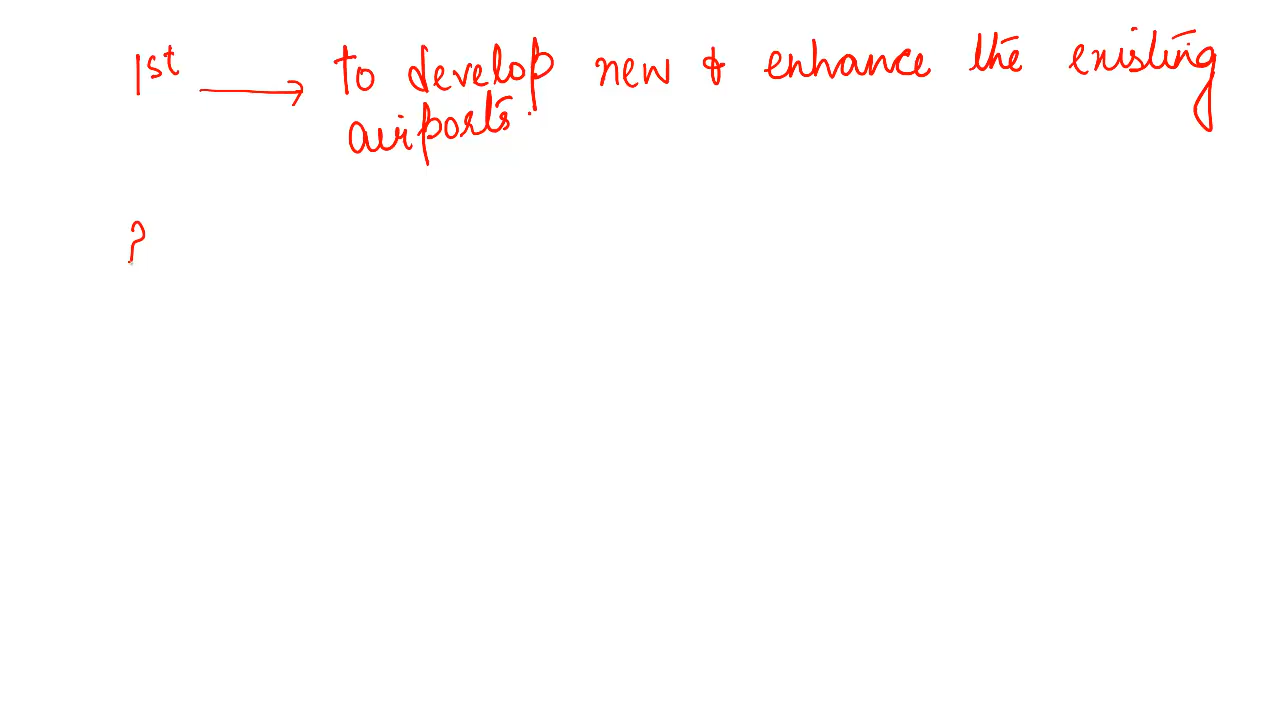 1st → to develop new & enhance the existing
airports.